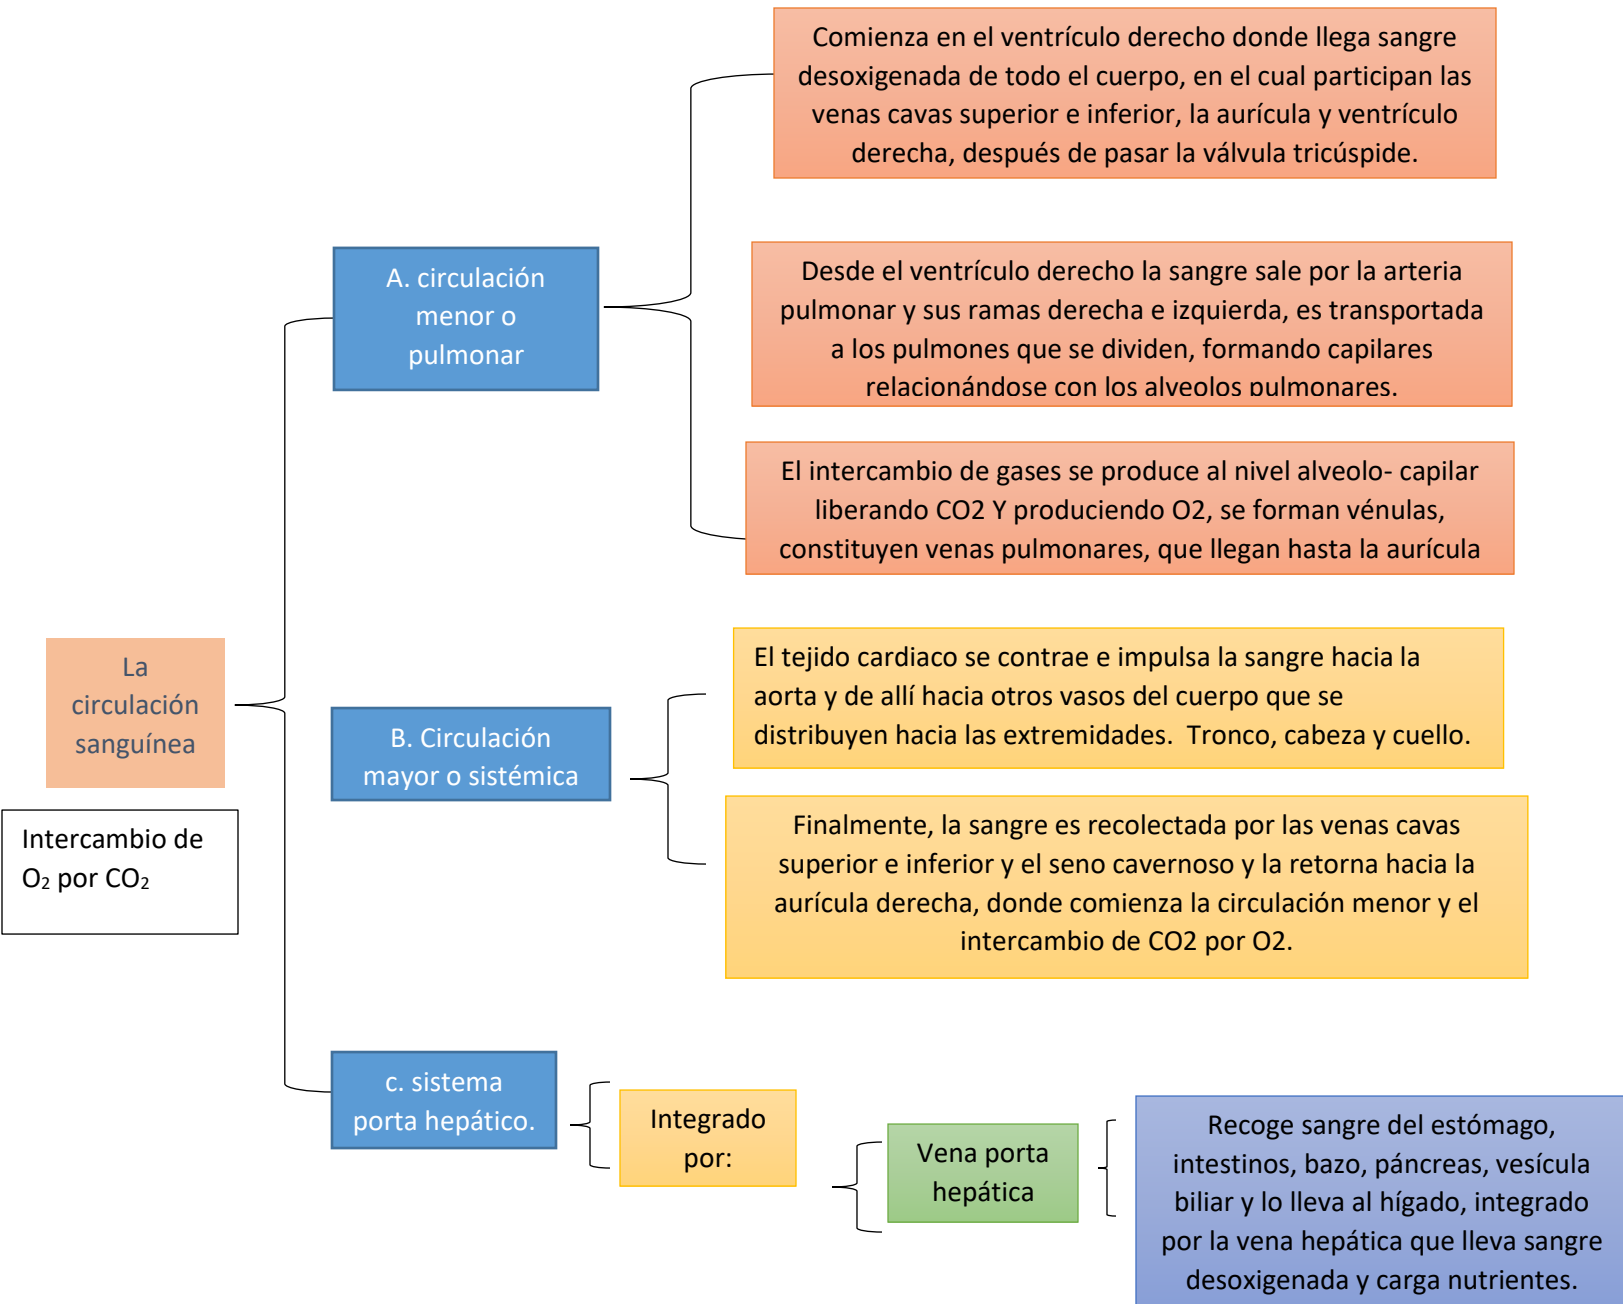 La
circulación
sanguínea
Intercambio de
O₂ por CO₂
A. circulación
menor o
pulmonar
Comienza en el ventrículo derecho donde llega sangre
desoxigenada de todo el cuerpo, en el cual participan las
venas cavas superior e inferior, la aurícula y ventrículo
derecha, después de pasar la válvula tricúspide.
Desde el ventrículo derecho la sangre sale por la arteria
pulmonar y sus ramas derecha e izquierda, es transportada
a los pulmones que se dividen, formando capilares
relacionándose con los alveolos pulmonares.
El intercambio de gases se produce al nivel alveolo- capilar
liberando CO2 Y produciendo O2, se forman vénulas,
constituyen venas pulmonares, que llegan hasta la aurícula
B. Circulación
mayor o sistémica
El tejido cardiaco se contrae e impulsa la sangre hacia la
aorta y de allí hacia otros vasos del cuerpo que se
distribuyen hacia las extremidades.  Tronco, cabeza y cuello.
Finalmente, la sangre es recolectada por las venas cavas
superior e inferior y el seno cavernoso y la retorna hacia la
aurícula derecha, donde comienza la circulación menor y el
intercambio de CO2 por O2.
c. sistema
porta hepático.
Integrado
por:
Vena porta
hepática
Recoge sangre del estómago,
intestinos, bazo, páncreas, vesícula
biliar y lo lleva al hígado, integrado
por la vena hepática que lleva sangre
desoxigenada y carga nutrientes.